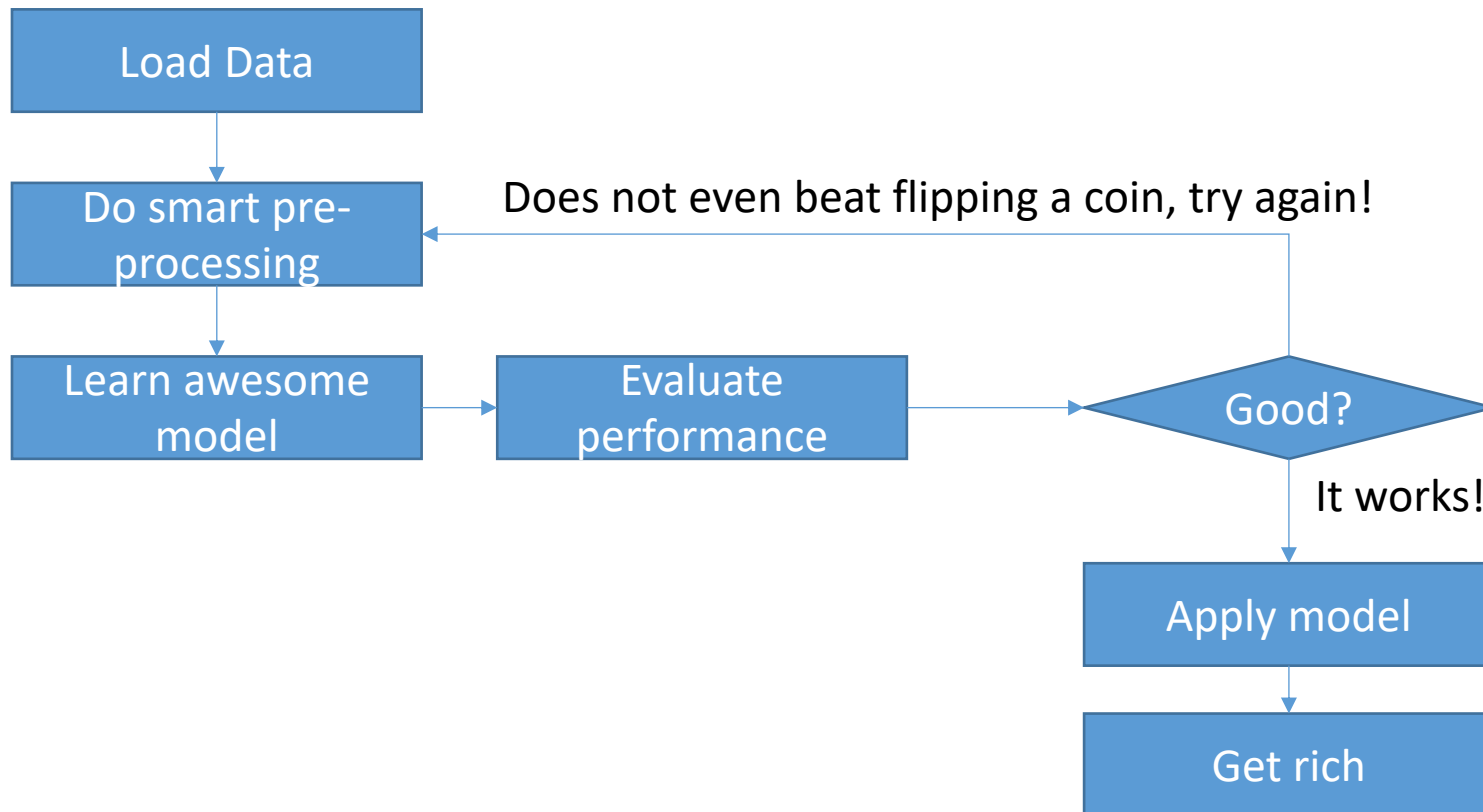 Load Data
Do smart pre-
processing
Does not even beat flipping a coin, try again!
Learn awesome
model
Evaluate
performance
Good?
It works!
Apply model
Get rich